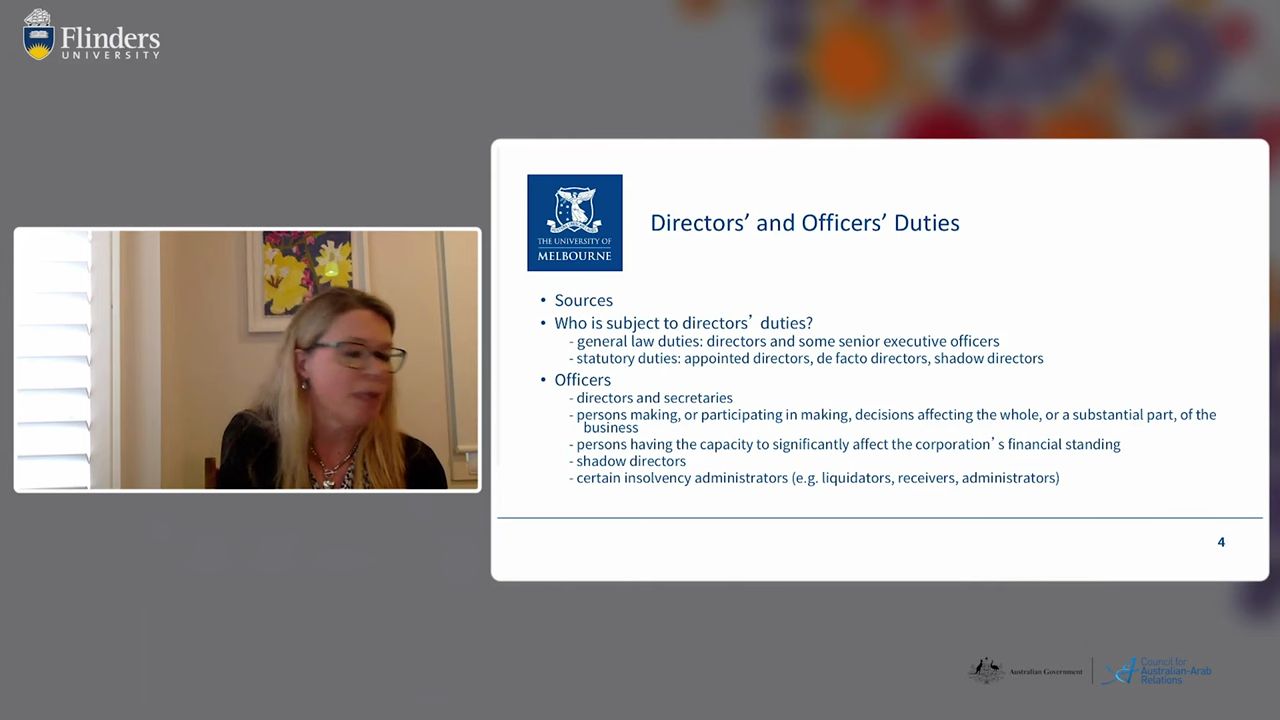 Flinders
UNIVERSITY
THE UNIVERSITY OF
MELBOURNE
Directors’ and Officers’ Duties
• Sources
• Who is subject to directors’ duties?
- general law duties: directors and some senior executive officers
- statutory duties: appointed directors, de facto directors, shadow directors
• Officers
- directors and secretaries
- persons making, or participating in making, decisions affecting the whole, or a substantial part, of the
business
- persons having the capacity to significantly affect the corporation’s financial standing
- shadow directors
- certain insolvency administrators (e.g. liquidators, receivers, administrators)
4
Australian Government
Council for
Australian-Arab
Relations